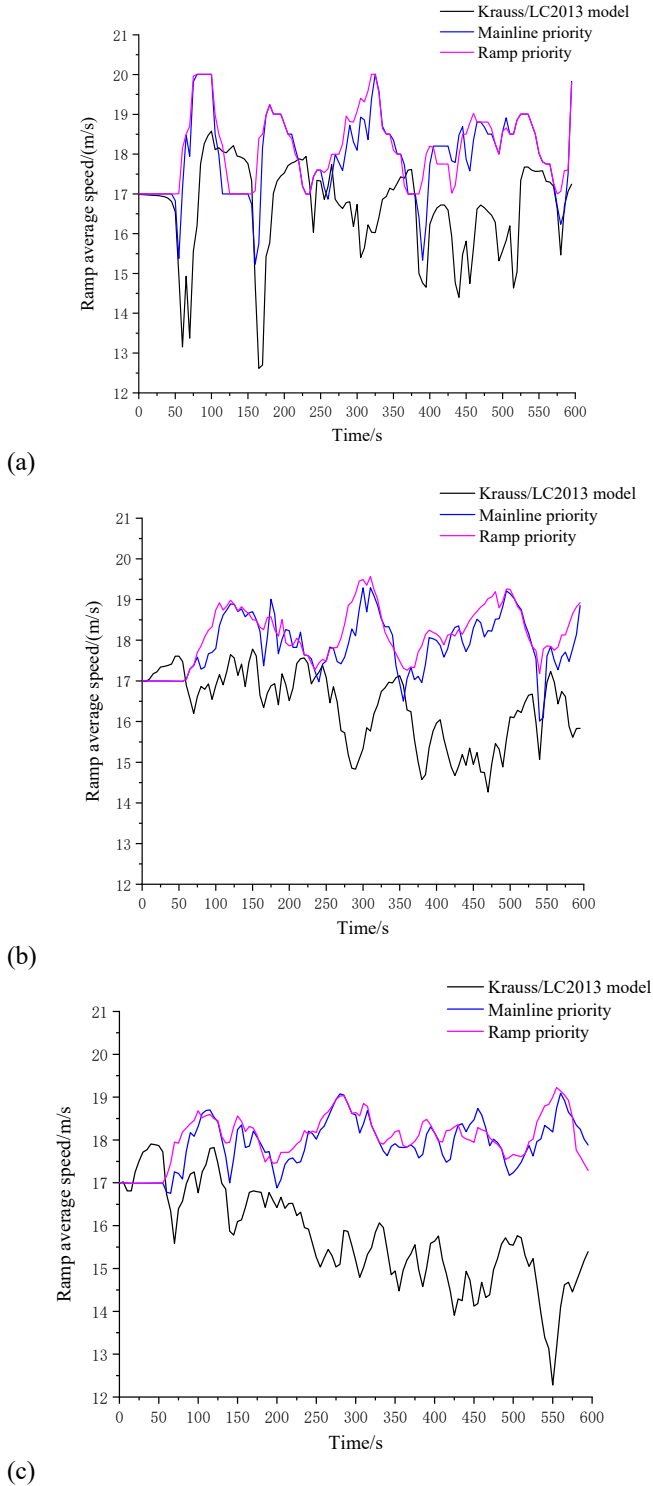 Krauss/LC2013 model
Mainline priority
Ramp priority
21
20
19
18
17
16
15
14
13
12
Ramp average speed/(m/s)
0 50 100 150 200 250 300 350 400 450 500 550 600
Time/s
(a)
Krauss/LC2013 model
Mainline priority
Ramp priority
21
20
19
18
17
16
15
14
13
12
Ramp average speed/(m/s)
0 50 100 150 200 250 300 350 400 450 500 550 600
Time/s
(b)
Krauss/LC2013 model
Mainline priority
Ramp priority
21
20
19
18
17
16
15
14
13
12
Ramp average speed/m/s
0 50 100 150 200 250 300 350 400 450 500 550 600
Time/s
(c)